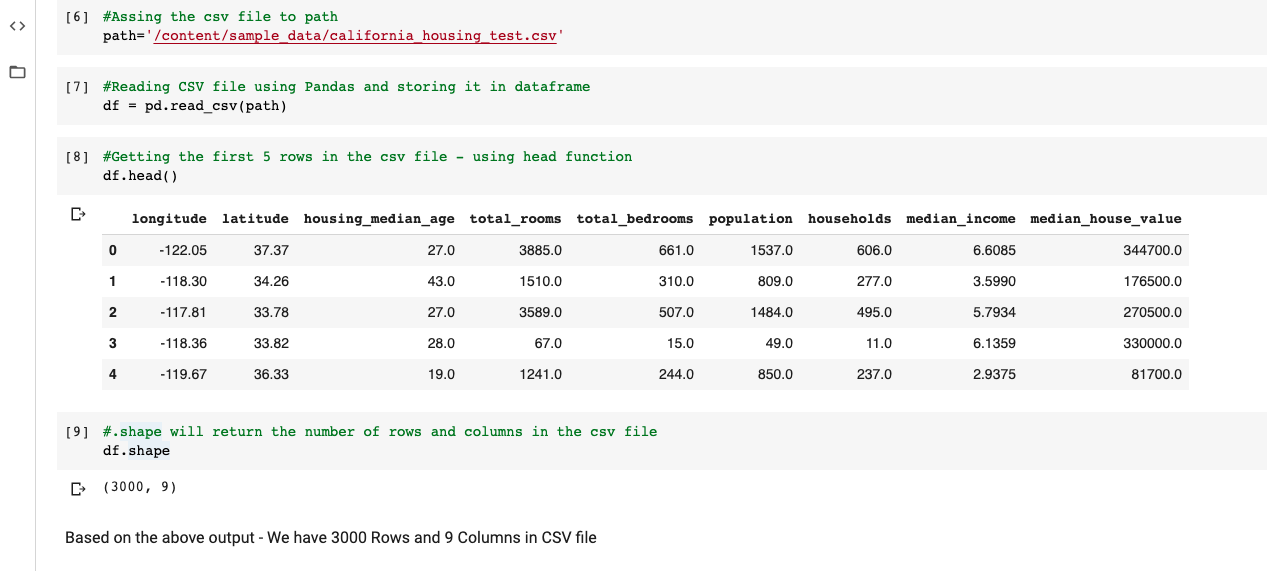 [6] #Assing the csv file to path
path='/content/sample_data/california_housing_test.csv'
[7] #Reading CSV file using Pandas and storing it in dataframe
df = pd.read_csv(path)
[8] #Getting the first 5 rows in the csv file - using head function
df.head()
longitude latitude housing_median_age total_rooms total_bedrooms population households median_income median_house_value
0 -122.05 37.37 27.0 3885.0 661.0 1537.0 606.0 6.6085 344700.0
1 -118.30 34.26 43.0 1510.0 310.0 809.0 277.0 3.5990 176500.0
2 -117.81 33.78 27.0 3589.0 507.0 1484.0 495.0 5.7934 270500.0
3 -118.36 33.82 28.0 67.0 15.0 49.0 11.0 6.1359 330000.0
4 -119.67 36.33 19.0 1241.0 244.0 850.0 237.0 2.9375 81700.0
[9] #.shape will return the number of rows and columns in the csv file
df.shape
(3000, 9)
Based on the above output - We have 3000 Rows and 9 Columns in CSV file